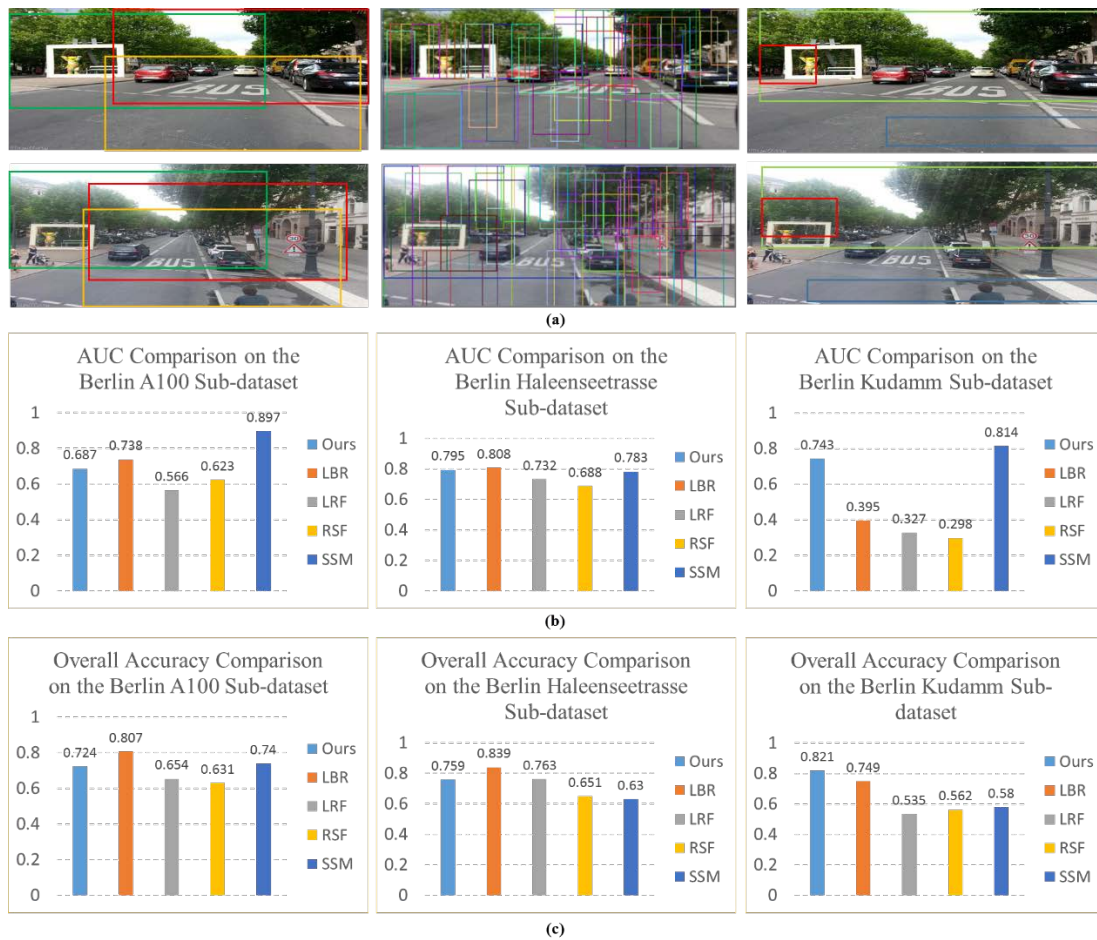 BUS
BUS
BUS
BUS
BUS
BUS
(a)
AUC Comparison on the
Berlin A100 Sub-dataset
1
0.8
0.6
0.4
0.2
0
0.687
0.738
0.566
0.623
0.897
Ours
LBR
LRF
RSF
SSM
AUC Comparison on the
Berlin Haleenseetrasse
Sub-dataset
1
0.8
0.6
0.4
0.2
0
0.795
0.808
0.732
0.688
0.783
Ours
LBR
LRF
RSF
SSM
AUC Comparison on the
Berlin Kudamm Sub-dataset
1
0.8
0.6
0.4
0.2
0
0.743
0.395
0.327
0.298
0.814
Ours
LBR
LRF
RSF
SSM
(b)
Overall Accuracy Comparison
on the Berlin A100 Sub-dataset
1
0.8
0.6
0.4
0.2
0
0.724
0.807
0.654
0.631
0.74
Ours
LBR
LRF
RSF
SSM
Overall Accuracy Comparison
on the Berlin Haleenseetrasse
Sub-dataset
1
0.8
0.6
0.4
0.2
0
0.759
0.839
0.763
0.651
0.63
Ours
LBR
LRF
RSF
SSM
Overall Accuracy Comparison
on the Berlin Kudamm Sub-
dataset
1
0.8
0.6
0.4
0.2
0
0.821
0.749
0.535
0.562
0.58
Ours
LBR
LRF
RSF
SSM
(c)